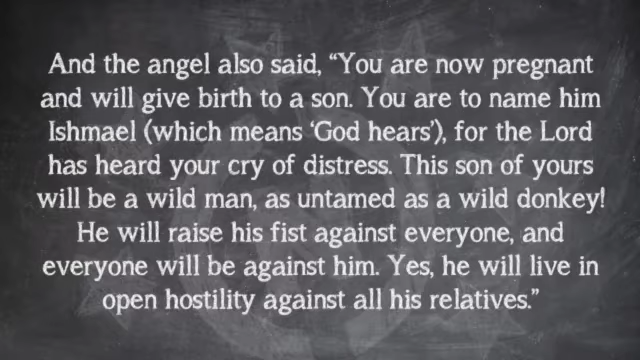 And the angel also said, “You are now pregnant
and will give birth to a son. You are to name him
Ishmael (which means ‘God hears’), for the Lord
has heard your cry of distress. This son of yours
will be a wild man, as untamed as a wild donkey!
He will raise his fist against everyone, and
everyone will be against him. Yes, he will live in
open hostility against all his relatives.”